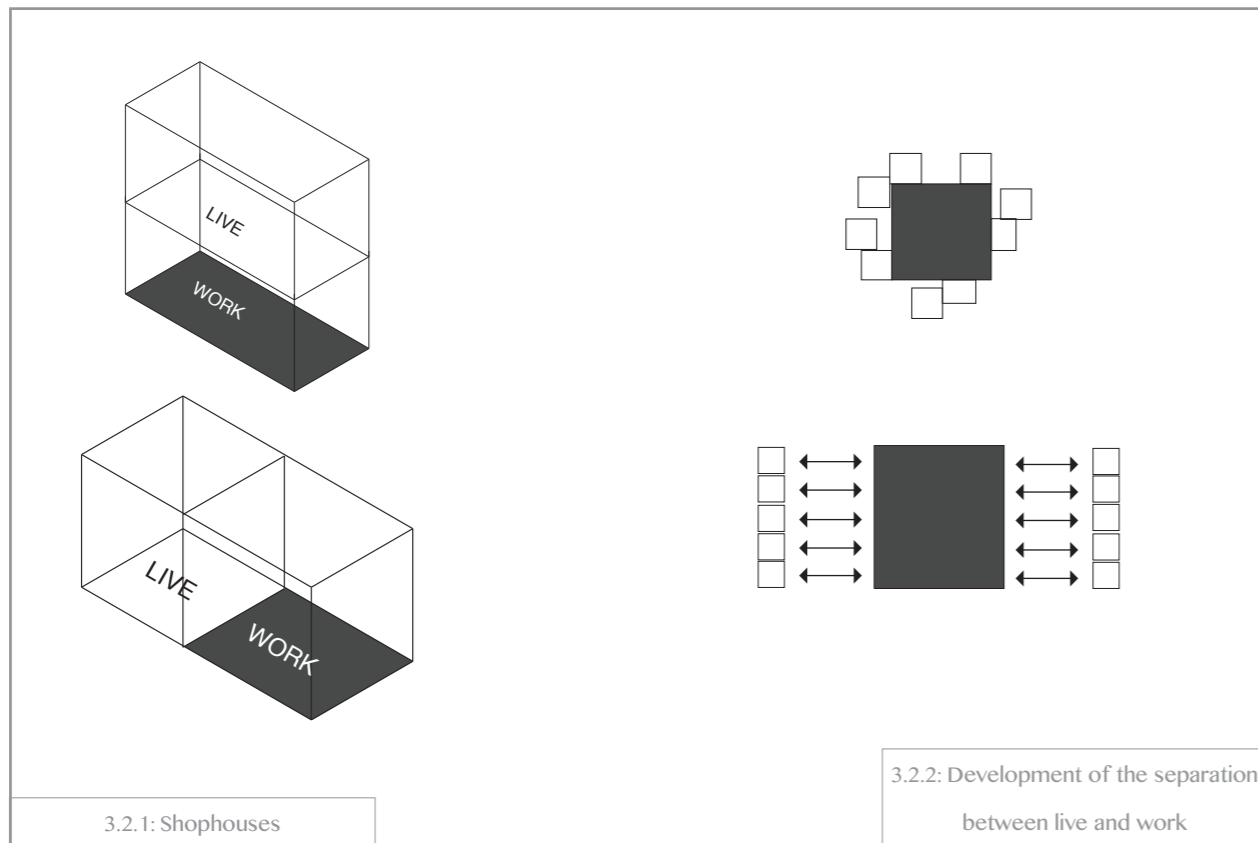 LIVE
WORK
LIVE
WORK
3.2.1: Shophouses
3.2.2: Development of the separation
between live and work